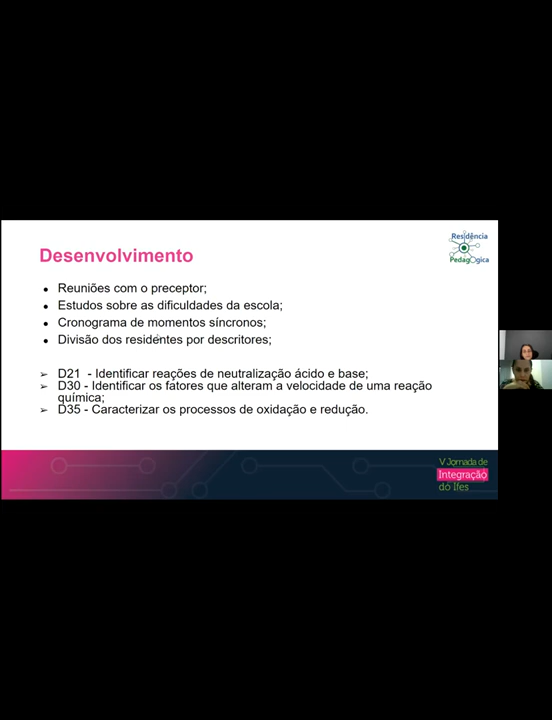 Residência
Pedagógica
Desenvolvimento
Reuniões com o preceptor;
Estudos sobre as dificuldades da escola;
Cronograma de momentos síncronos;
Divisão dos residentes por descritores;
D21 - Identificar reações de neutralização ácido e base;
D30 - Identificar os fatores que alteram a velocidade de uma reação
química;
D35 - Caracterizar os processos de oxidação e redução.
V Jornada de
Integração
do Ifes